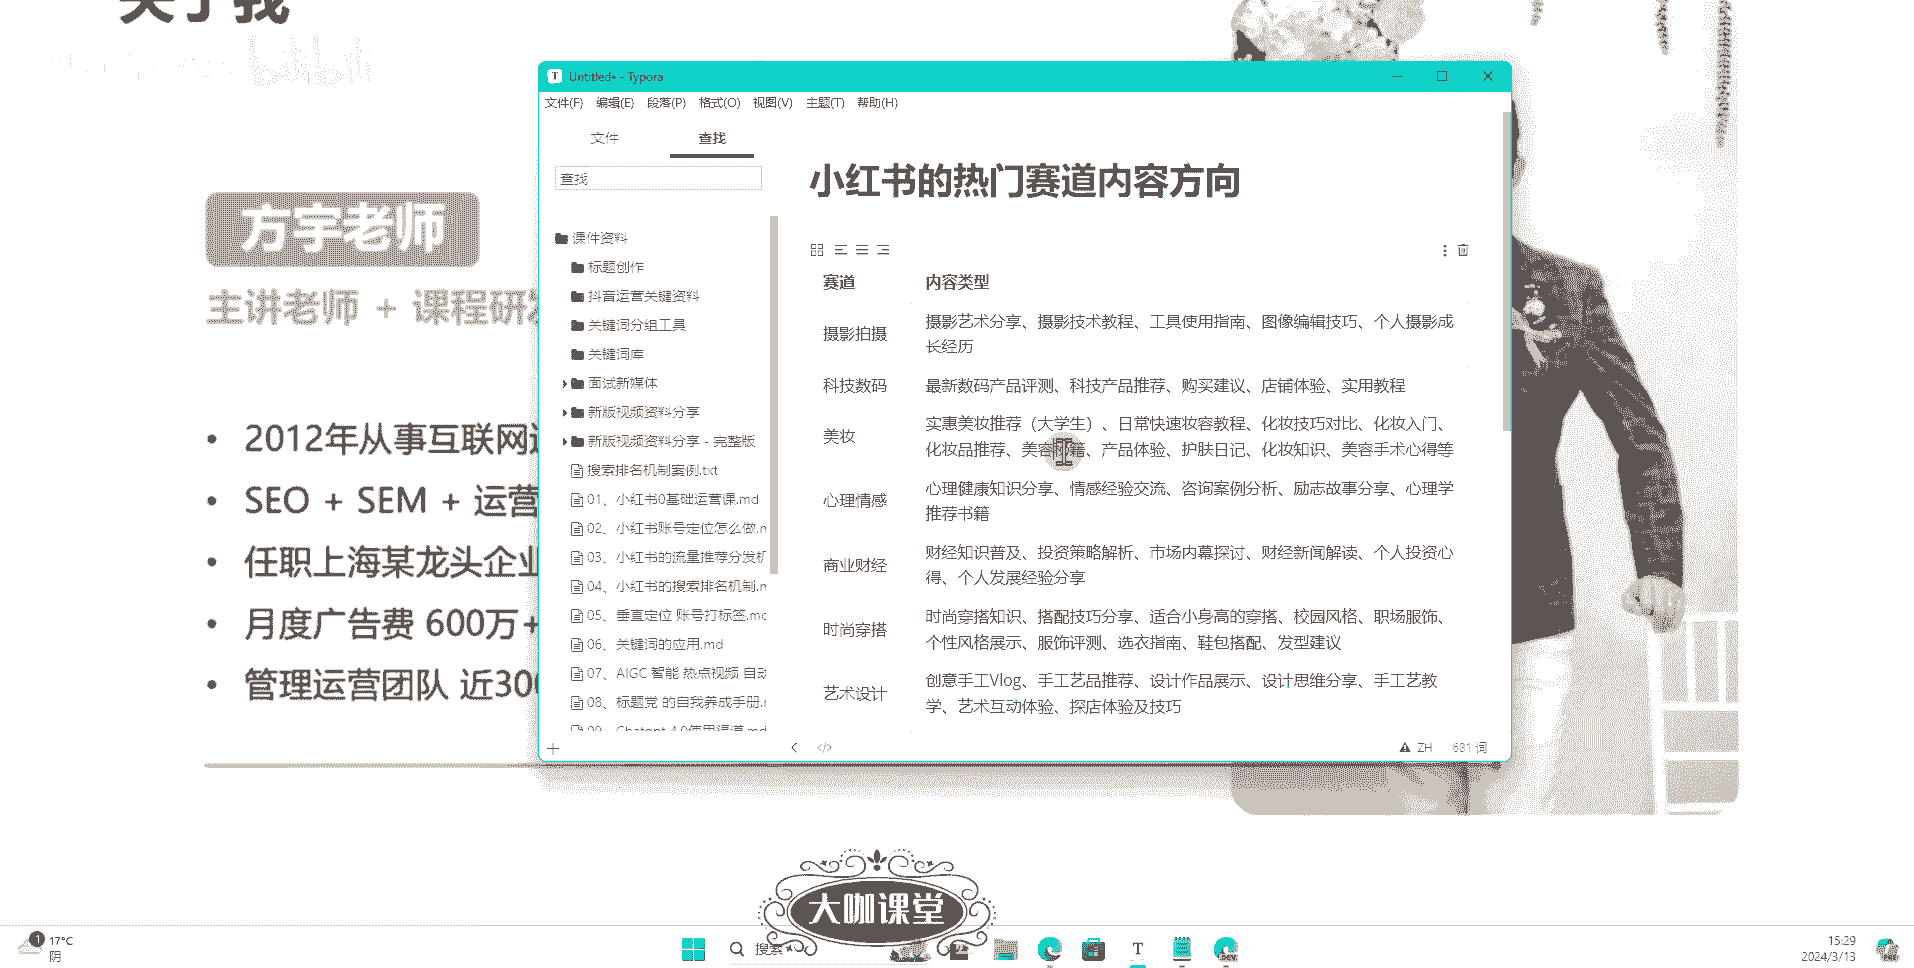 关于我
bilibili
方宇老师
主讲老师 + 课程研发
2012年从事互联网
SEO + SEM + 运营
任职上海某龙头企业
月度广告费 600万+
管理运营团队 近300
Untitled• - Typora
文件(F) 编辑(E) 段落(P) 格式(O) 视图(V) 主题(T) 帮助(H)
文件 查找
查找
课件资料
标题创作
抖音运营关键资料
关键词分组工具
关键词库
面试新媒体
新版视频资料分享
新版视频资料分享 - 完整版
搜索排名机制案例.txt
01、小红书0基础运营课.md
02、小红书账号定位怎么做.m
03、小红书的流量推荐分发机
04、小红书的搜索排名机制.m
05、垂直定位 账号打标签.mc
06、关键词的应用.md
07、AIGC 智能 热点视频 自动
08、标题党 的自我养成手册.r
09、Chatgpt 4.0使用渠道.md
小红书的热门赛道内容方向
赛道 内容类型
摄影拍摄 摄影艺术分享、摄影技术教程、工具使用指南、图像编辑技巧、个人摄影成
长经历
科技数码 最新数码产品评测、科技产品推荐、购买建议、店铺体验、实用教程
美妆 实惠美妆推荐（大学生）、日常快速妆容教程、化妆技巧对比、化妆入门、
化妆品推荐、美容秘籍、产品体验、护肤日记、化妆知识、美容手术心得等
心理情感 心理健康知识分享、情感经验交流、咨询案例分析、励志故事分享、心理学
推荐书籍
商业财经 财经知识普及、投资策略解析、市场内幕探讨、财经新闻解读、个人投资心
得、个人发展经验分享
时尚穿搭 时尚穿搭知识、搭配技巧分享、适合小身高的穿搭、校园风格、职场服饰、
个性风格展示、服饰评测、选衣指南、鞋包搭配、发型建议
艺术设计 创意手工Vlog、手工艺品推荐、设计作品展示、设计思维分享、手工艺教
学、艺术互动体验、探店体验及技巧
ZH 681 词
大咖课堂
1 17°C
阴
搜索
T
DEV
15:29
2024/3/13
PRE